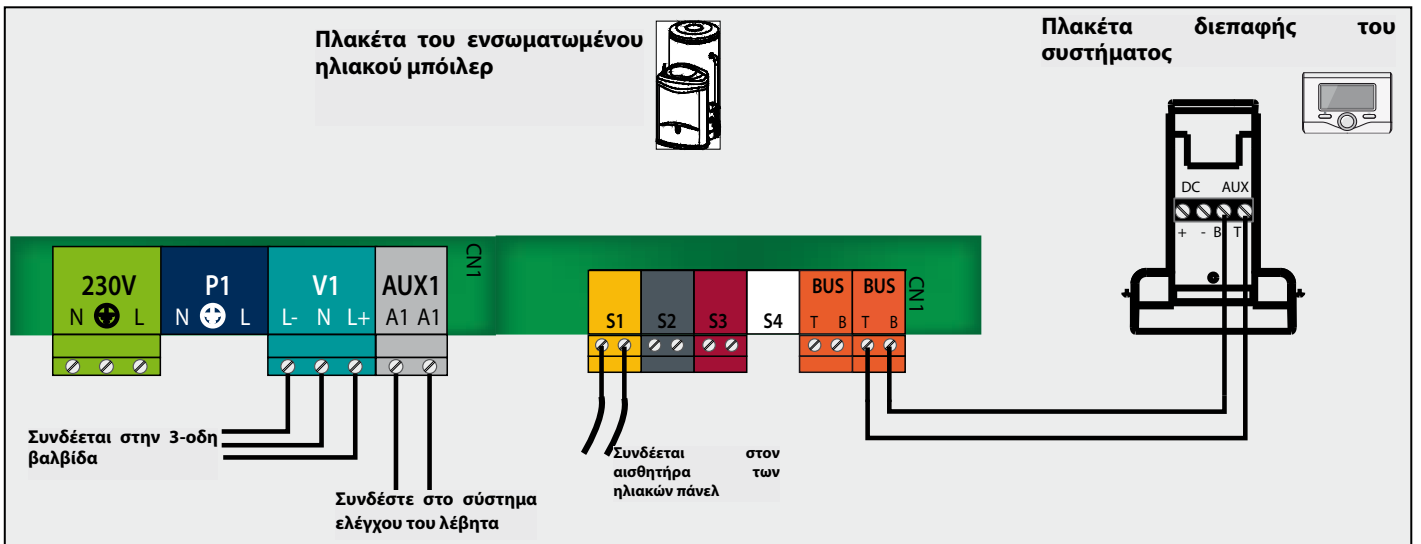 Πλακέτα του ενσωματωμένου
ηλιακού μπόιλερ
Πλακέτα διεπαφής του
συστήματος
DC AUX
+ - B T
CN1
230V
N L
P1
N L
V1
L- N L+
AUX1
A1 A1
CN1
S1
S2
S3
S4
BUS
T B
BUS
T B
Συνδέεται στην 3-οδη
βαλβίδα
Συνδέστε στο σύστημα
ελέγχου του λέβητα
Συνδέεται στον
αισθητήρα των
ηλιακών πάνελ